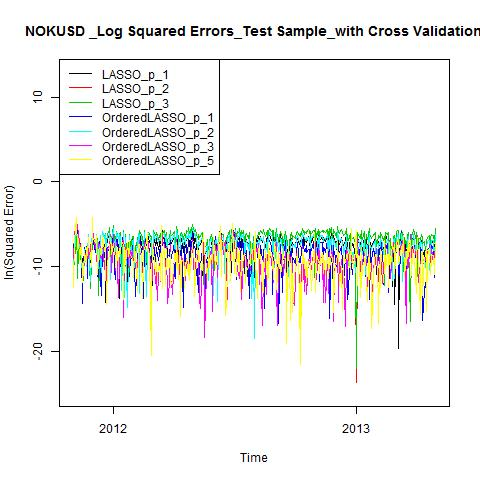 NOKUSD _Log Squared Errors_Test Sample_with Cross Validation
LASSO_p_1
LASSO_p_2
LASSO_p_3
OrderedLASSO_p_1
OrderedLASSO_p_2
OrderedLASSO_p_3
OrderedLASSO_p_5
ln(Squared Error)
10
0
-10
-20
2012
2013
Time